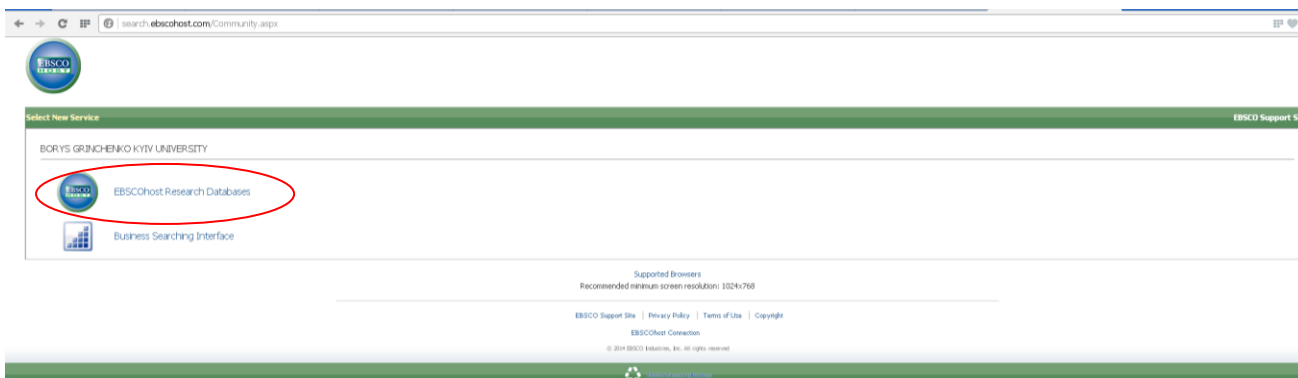 search.ebscohost.com/Community.aspx
EBSCO
HOST
Select New Service
EBSCO Support S
BORYS GRINCHENKO KYIV UNIVERSITY
EBSCO
EBSCOhost Research Databases
Business Searching Interface
Supported Browsers
Recommended minimum screen resolution: 1024x768
EBSCO Support Site | Privacy Policy | Terms of Use | Copyright
EBSCOhost Connection
© 2014 EBSCO Industries, Inc. All rights reserved